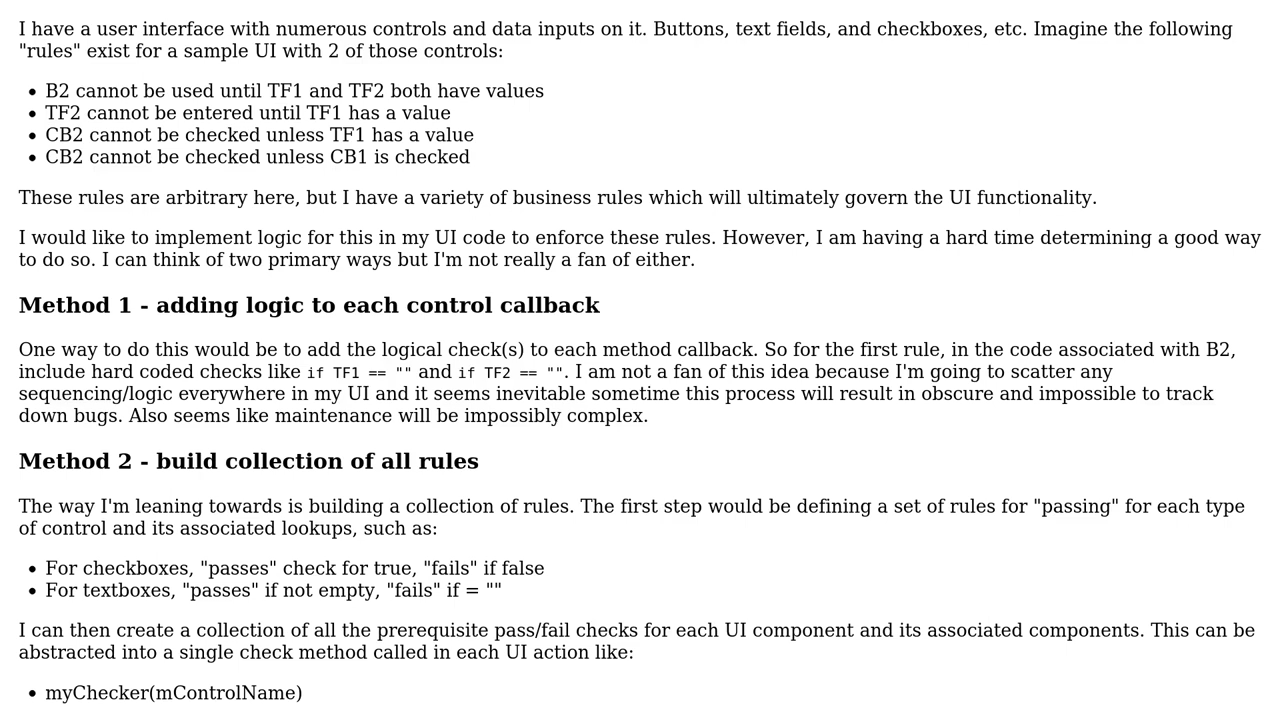 I have a user interface with numerous controls and data inputs on it. Buttons, text fields, and checkboxes, etc. Imagine the following
"rules" exist for a sample UI with 2 of those controls:
• B2 cannot be used until TF1 and TF2 both have values
• TF2 cannot be entered until TF1 has a value
• CB2 cannot be checked unless TF1 has a value
• CB2 cannot be checked unless CB1 is checked
These rules are arbitrary here, but I have a variety of business rules which will ultimately govern the UI functionality.
I would like to implement logic for this in my UI code to enforce these rules. However, I am having a hard time determining a good way
to do so. I can think of two primary ways but I'm not really a fan of either.
Method 1 - adding logic to each control callback
One way to do this would be to add the logical check(s) to each method callback. So for the first rule, in the code associated with B2,
include hard coded checks like if TF1 == "" and if TF2 == "". I am not a fan of this idea because I'm going to scatter any
sequencing/logic everywhere in my UI and it seems inevitable sometime this process will result in obscure and impossible to track
down bugs. Also seems like maintenance will be impossibly complex.
Method 2 - build collection of all rules
The way I'm leaning towards is building a collection of rules. The first step would be defining a set of rules for "passing" for each type
of control and its associated lookups, such as:
• For checkboxes, "passes" check for true, "fails" if false
• For textboxes, "passes" if not empty, "fails" if = ""
I can then create a collection of all the prerequisite pass/fail checks for each UI component and its associated components. This can be
abstracted into a single check method called in each UI action like:
• myChecker(mControlName)